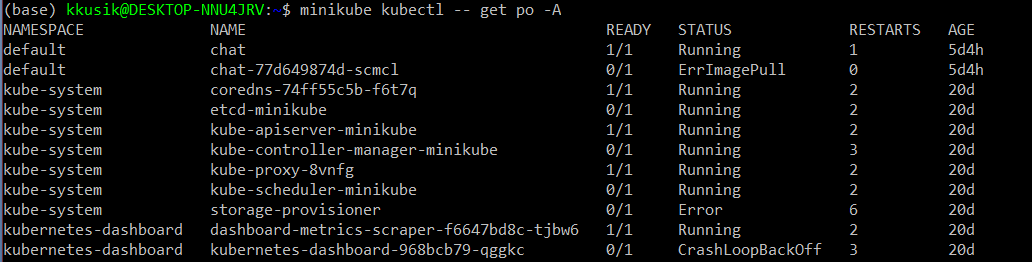 (base) kkusik@DESKTOP-NNU4JRV:~$ minikube kubectl -- get po -A
NAMESPACE NAME READY STATUS RESTARTS AGE
default chat 1/1 Running 1 5d4h
default chat-77d649874d-scmcl 0/1 ErrImagePull 0 5d4h
kube-system coredns-74ff55c5b-f6t7q 1/1 Running 2 20d
kube-system etcd-minikube 0/1 Running 2 20d
kube-system kube-apiserver-minikube 1/1 Running 2 20d
kube-system kube-controller-manager-minikube 0/1 Running 3 20d
kube-system kube-proxy-8vnfg 1/1 Running 2 20d
kube-system kube-scheduler-minikube 0/1 Running 2 20d
kube-system storage-provisioner 0/1 Error 6 20d
kubernetes-dashboard dashboard-metrics-scraper-f6647bd8c-tjbw6 1/1 Running 2 20d
kubernetes-dashboard kubernetes-dashboard-968bcb79-qggkc 0/1 CrashLoopBackOff 3 20d